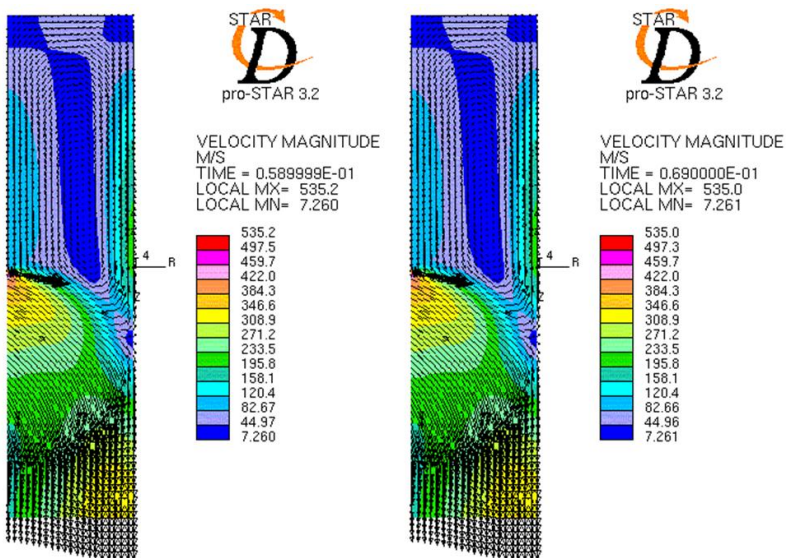 STAR
CD
pro-STAR 3.2
VELOCITY MAGNITUDE
M/S
TIME = 0.589999E-01
LOCAL MX= 535.2
LOCAL MN= 7.260
535.2
497.5
459.7
422.0
384.3
346.6
308.9
271.2
233.5
195.8
158.1
120.4
82.67
44.97
7.260
4
R
Z
STAR
CD
pro-STAR 3.2
VELOCITY MAGNITUDE
M/S
TIME = 0.690000E-01
LOCAL MX= 535.0
LOCAL MN= 7.261
535.0
497.3
459.7
422.0
384.3
346.6
308.9
271.2
233.5
195.8
158.1
120.4
82.66
44.96
7.261
4
R
Z